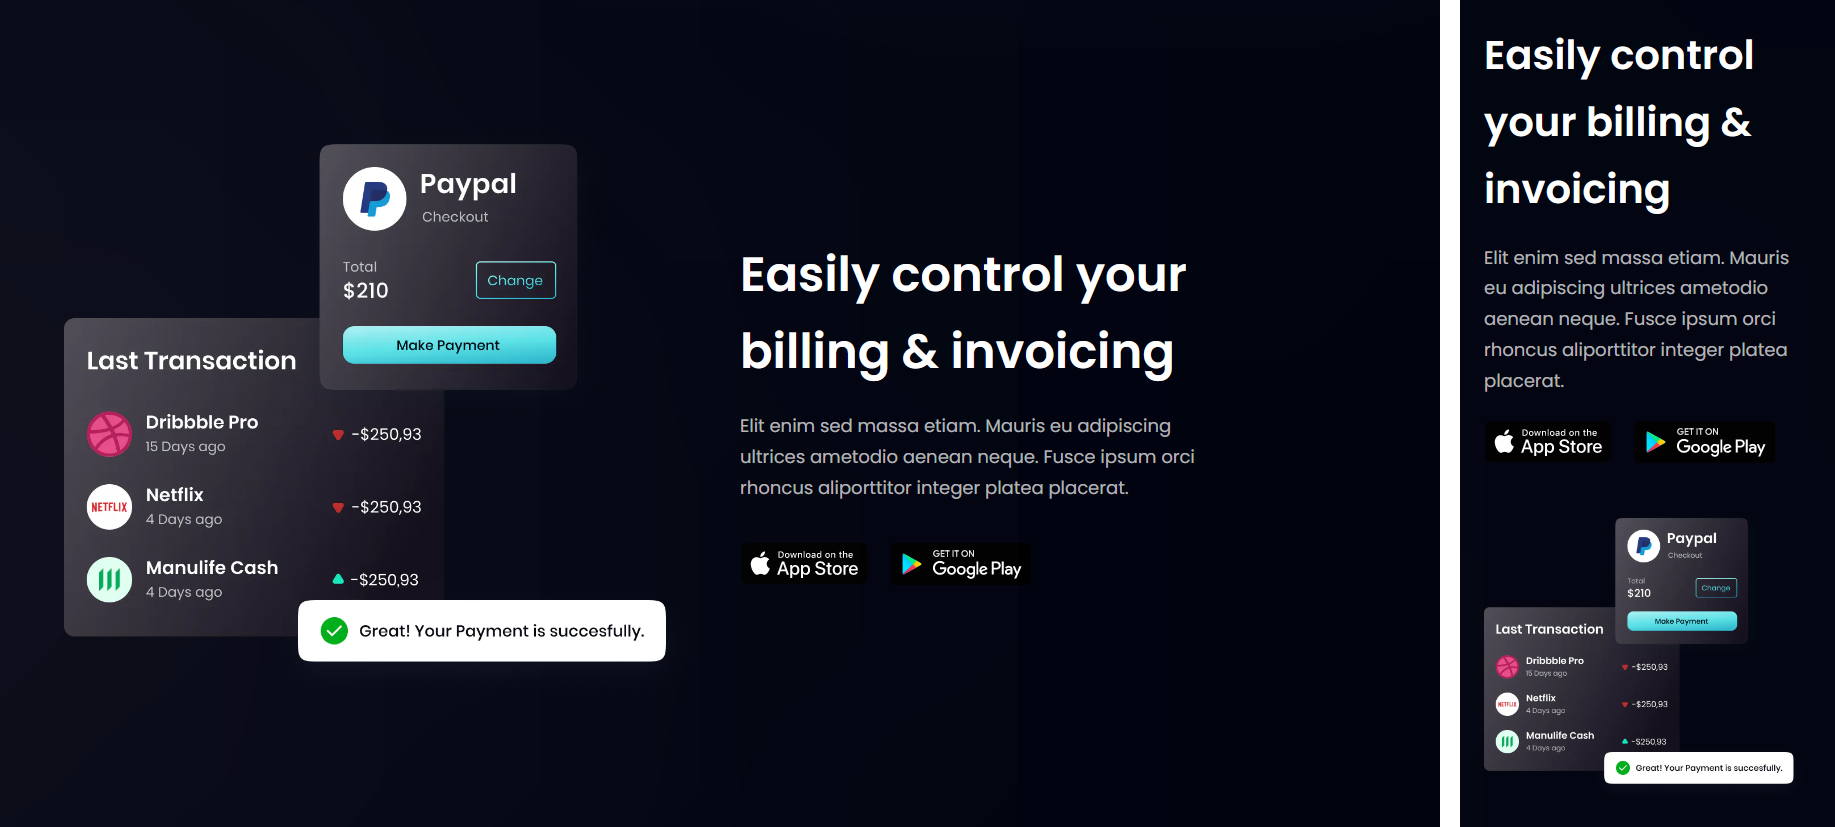 Paypal
Checkout
Total
$210
Change
Make Payment
Last Transaction
Dribbble Pro
15 Days ago
-$250,93
NETFLIX
Netflix
4 Days ago
-$250,93
Manulife Cash
4 Days ago
-$250,93
Great! Your Payment is succesfully.
Easily control your
billing & invoicing
Elit enim sed massa etiam. Mauris eu adipiscing
ultrices ametodio aenean neque. Fusce ipsum orci
rhoncus aliporttitor integer platea placerat.
Download on the
App Store
GET IT ON
Google Play
Easily control
your billing &
invoicing
Elit enim sed massa etiam. Mauris
eu adipiscing ultrices ametodio
aenean neque. Fusce ipsum orci
rhoncus aliporttitor integer platea
placerat.
Download on the
App Store
GET IT ON
Google Play
Paypal
Checkout
Total
$210
Change
Make Payment
Last Transaction
Dribbble Pro
15 Days ago
-$250,93
NETFLIX
Netflix
4 Days ago
-$250,93
Manulife Cash
4 Days ago
-$250,93
Great! Your Payment is succesfully.